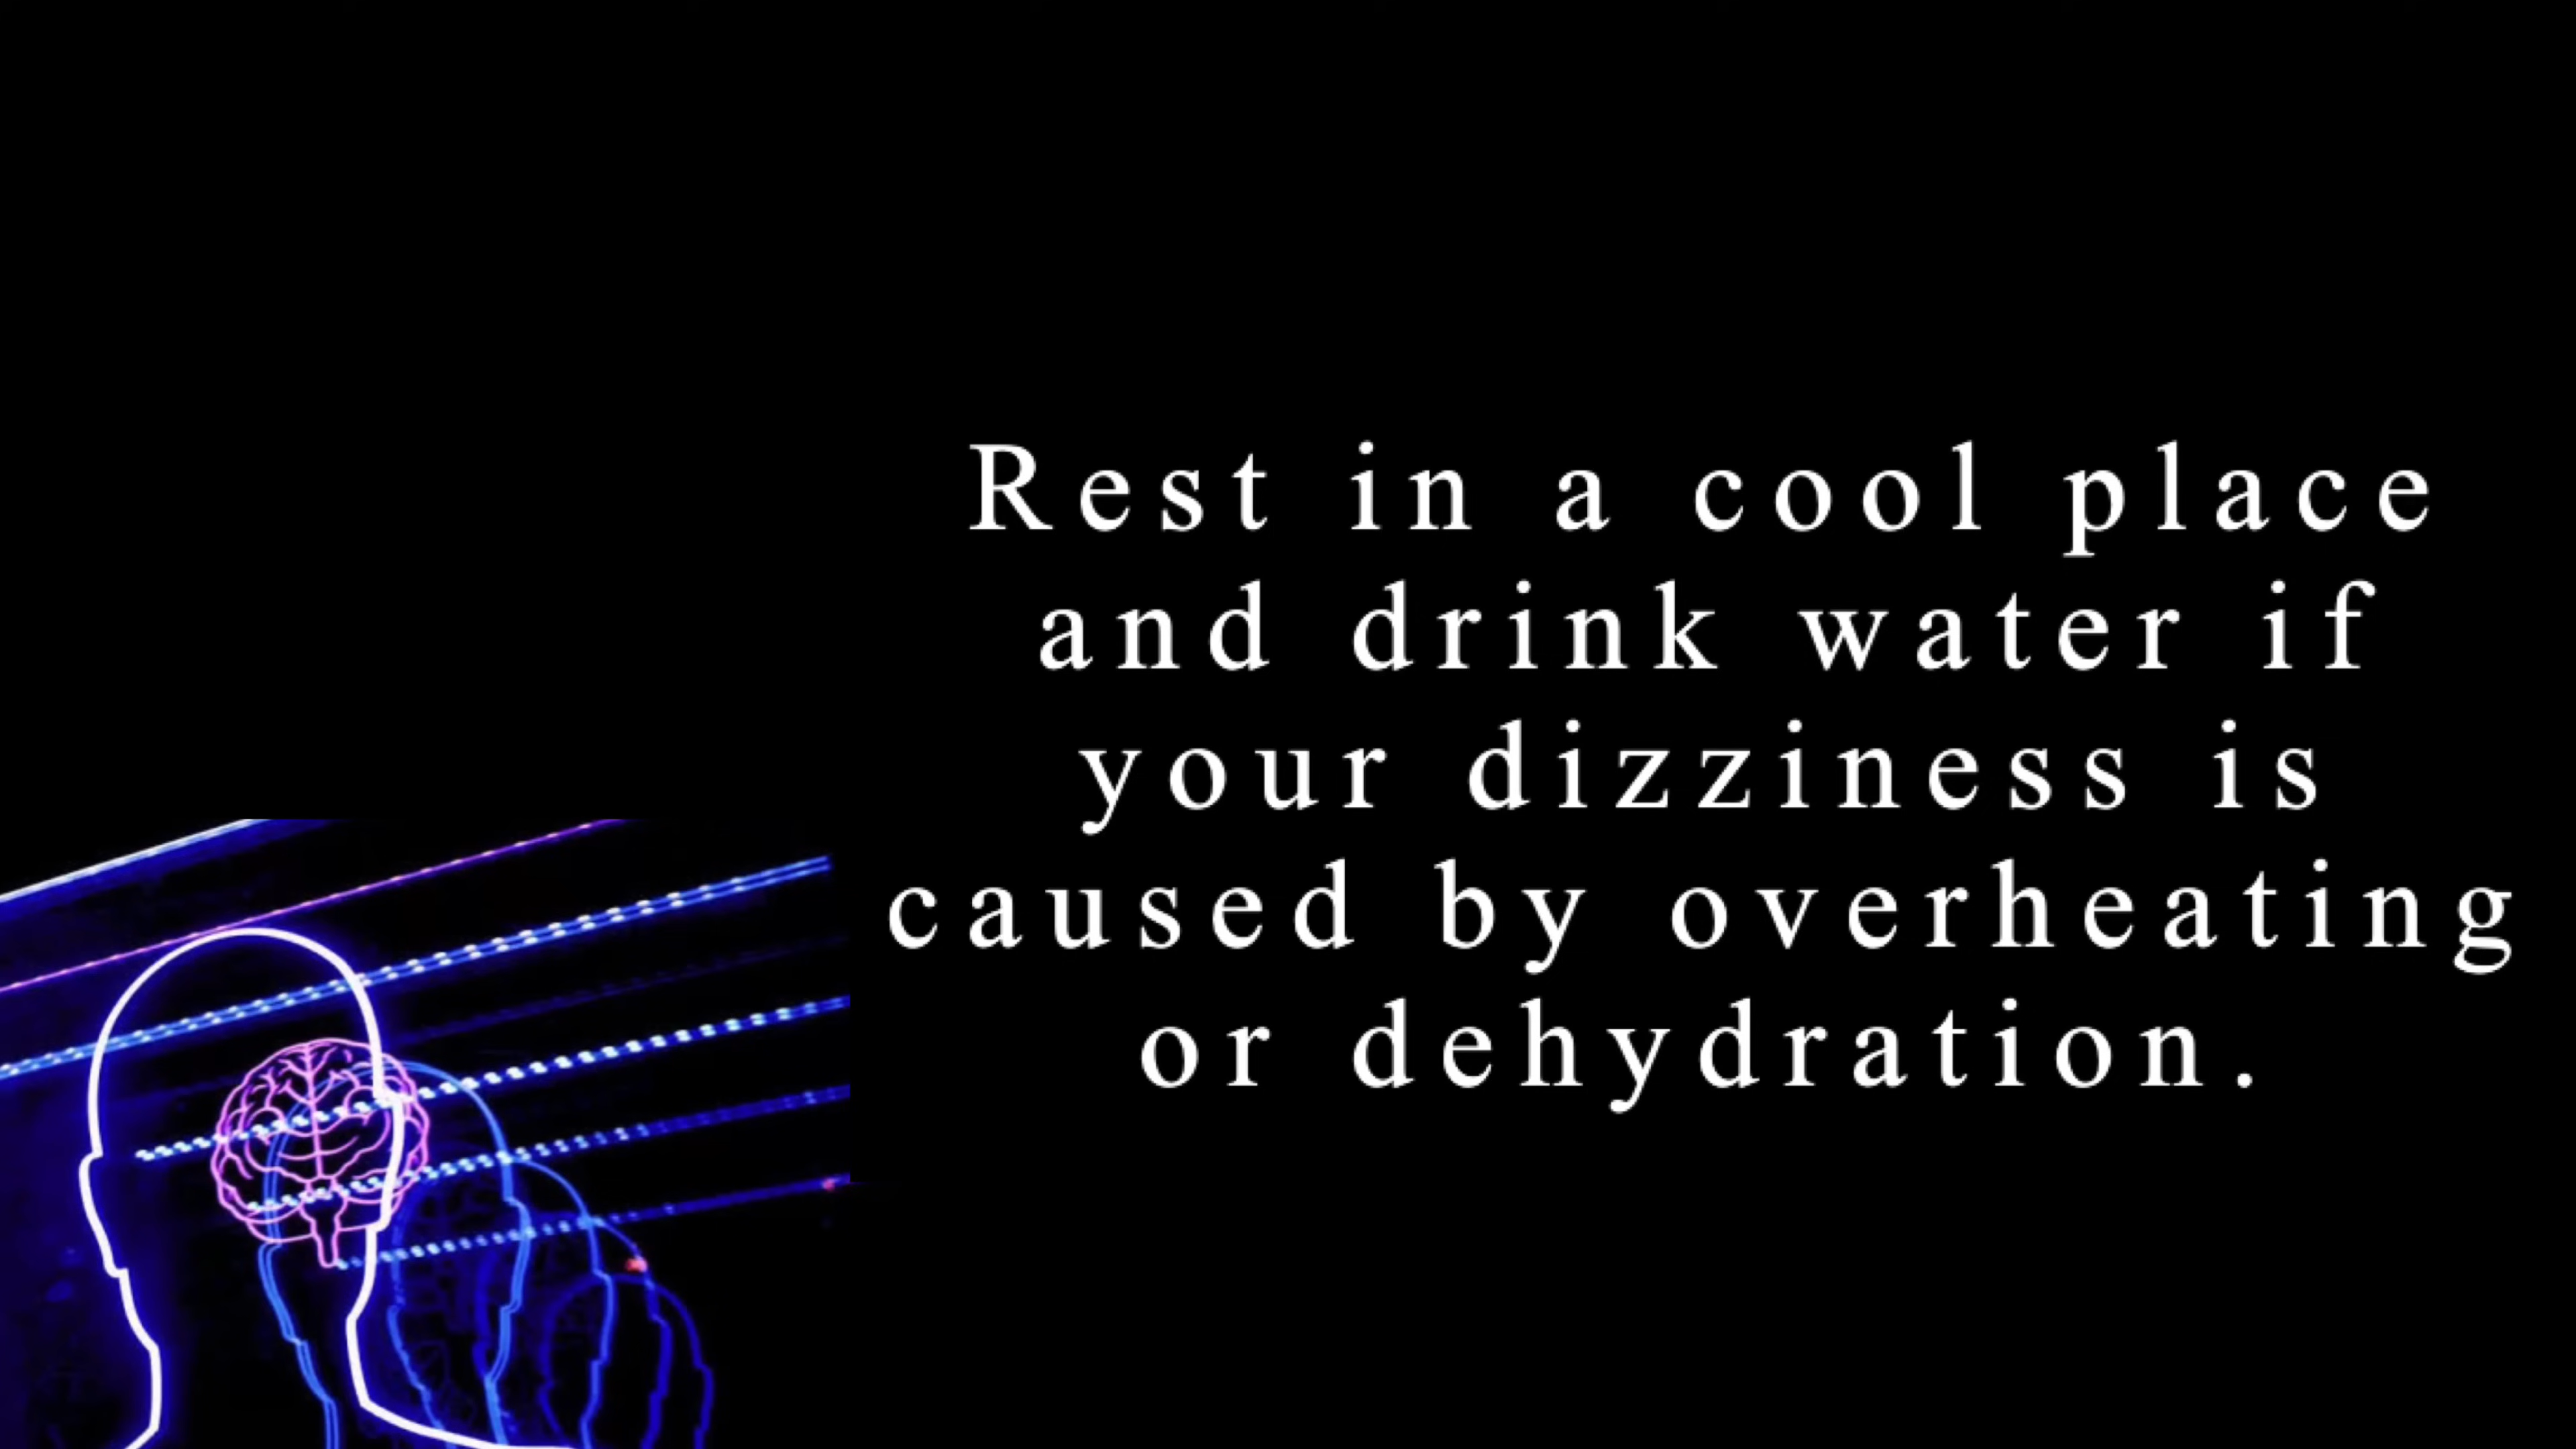 Rest in a cool place
and drink water if
your dizziness is
caused by overheating
or dehydration.